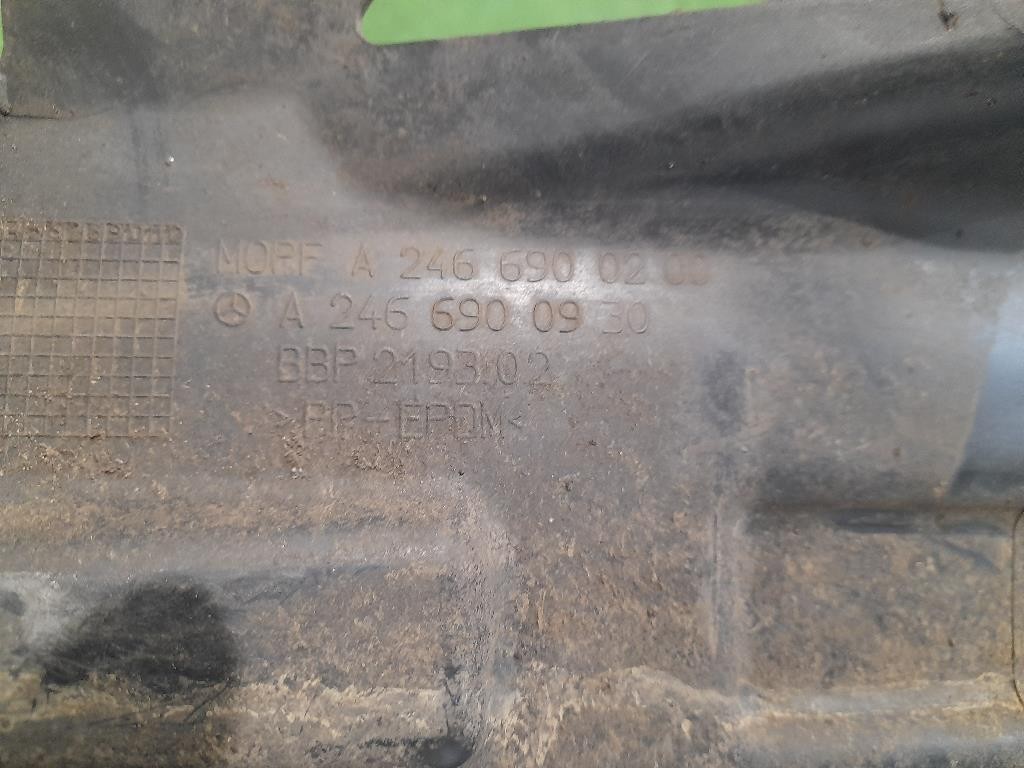 MOPF A 246 690 02 00
A 246 690 09 30
BBP 2193.02
>PP-EPDM<